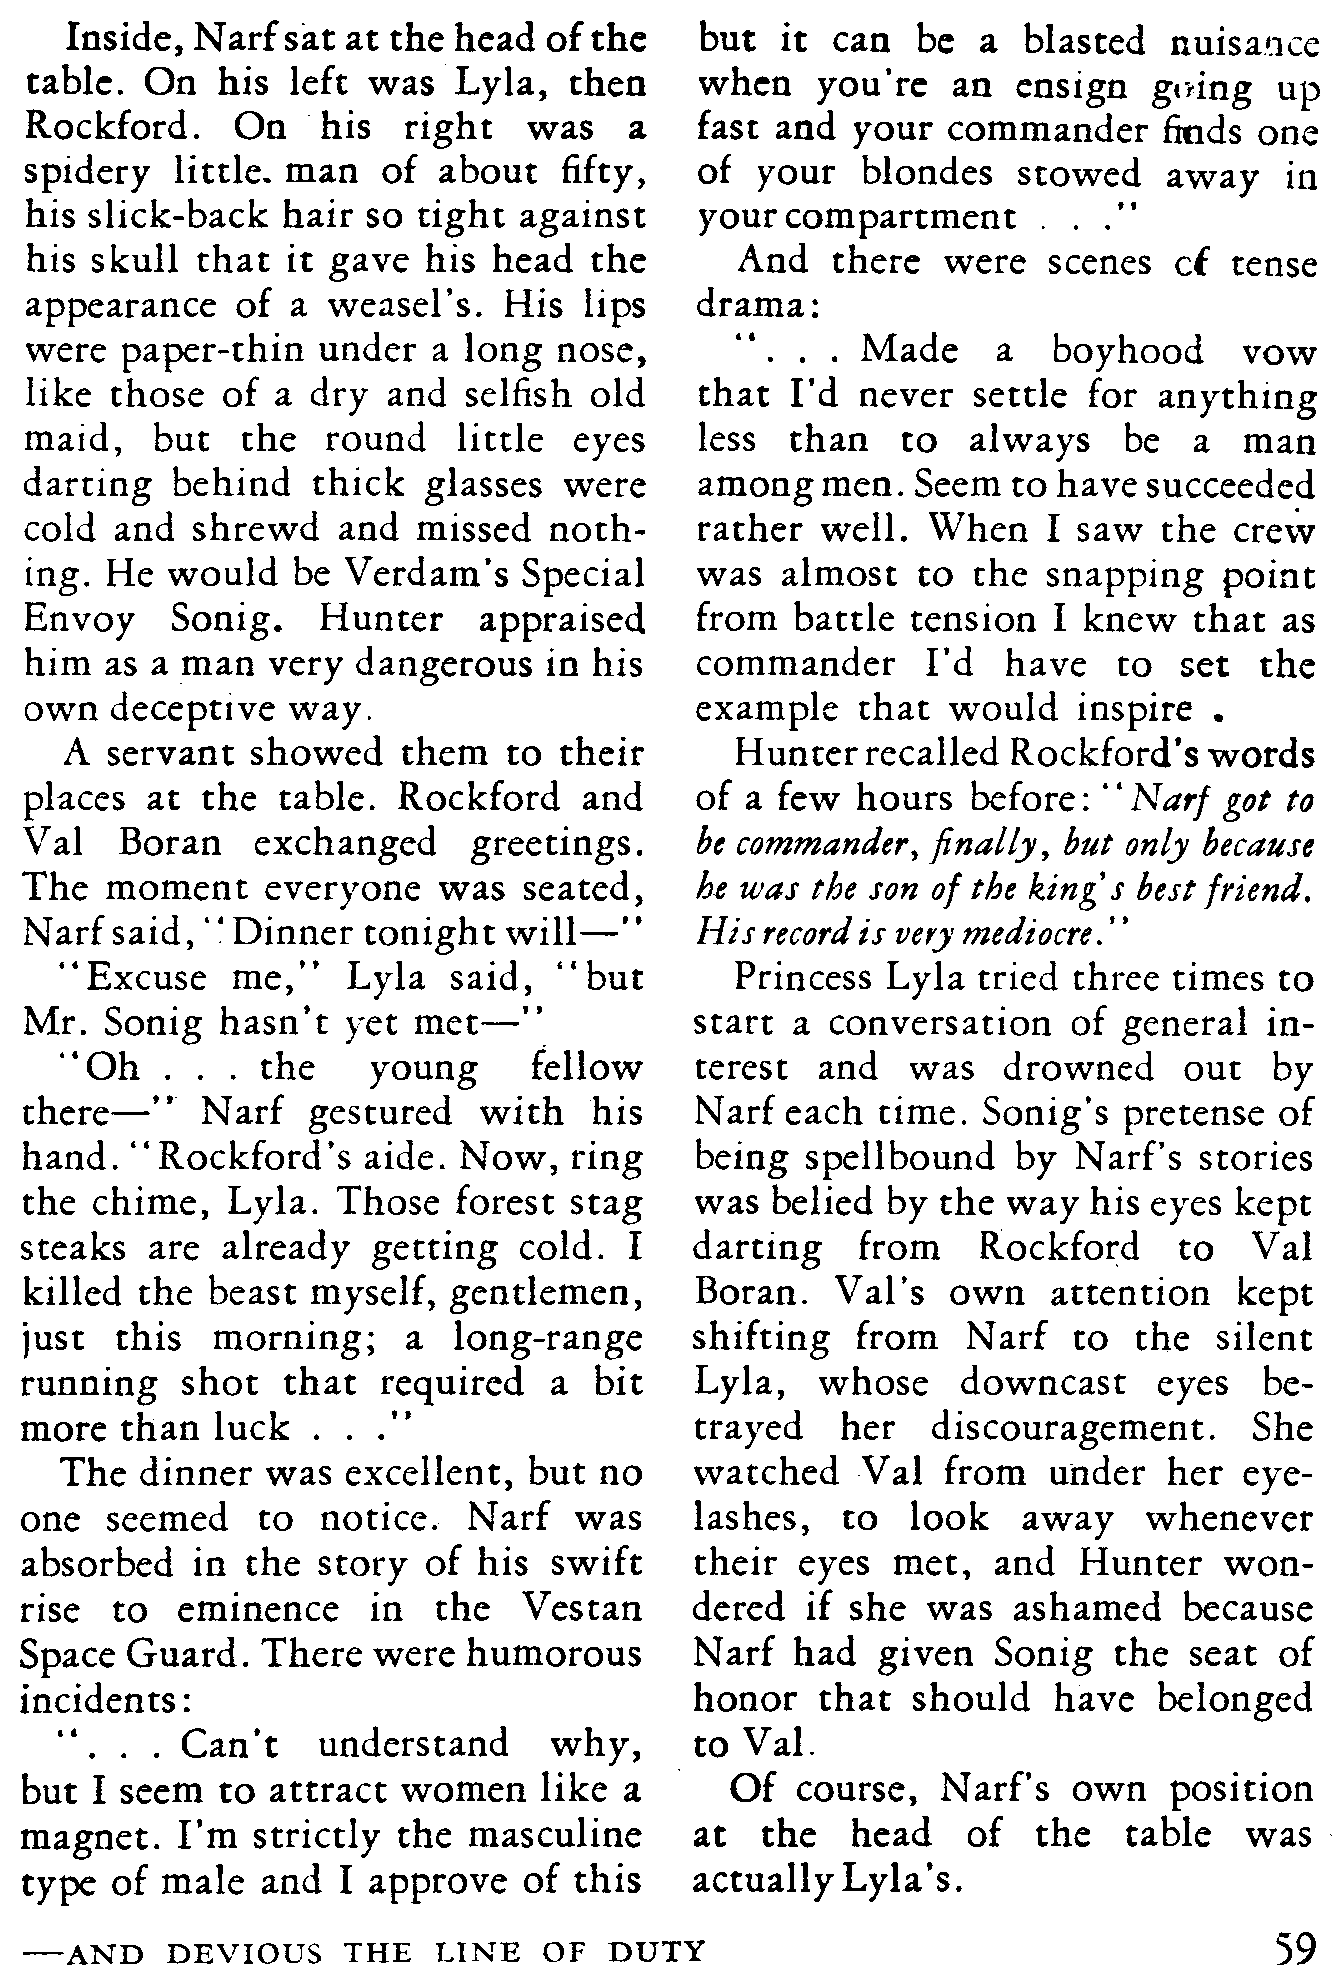 Inside, Narf sat at the head of the
table. On his left was Lyla, then
Rockford. On his right was a
spidery little. man of about fifty,
his slick-back hair so tight against
his skull that it gave his head the
appearance of a weasel's. His lips
were paper-thin under a long nose,
like those of a dry and selfish old
maid, but the round little eyes
darting behind thick glasses were
cold and shrewd and missed noth-
ing. He would be Verdam's Special
Envoy Sonig. Hunter appraised
him as a man very dangerous in his
own deceptive way.
A servant showed them to their
places at the table. Rockford and
Val Boran exchanged greetings.
The moment everyone was seated,
Narf said, "Dinner tonight will—"
"Excuse me," Lyla said, "but
Mr. Sonig hasn't yet met—"
"Oh . . . the young fellow
there—" Narf gestured with his
hand. "Rockford's aide. Now, ring
the chime, Lyla. Those forest stag
steaks are already getting cold. I
killed the beast myself, gentlemen,
just this morning; a long-range
running shot that required a bit
more than luck . . ."
The dinner was excellent, but no
one seemed to notice. Narf was
absorbed in the story of his swift
rise to eminence in the Vestan
Space Guard. There were humorous
incidents:
". . . Can't understand why,
but I seem to attract women like a
magnet. I'm strictly the masculine
type of male and I approve of this
but it can be a blasted nuisance
when you're an ensign going up
fast and your commander finds one
of your blondes stowed away in
your compartment . . ."
And there were scenes of tense
drama:
". . . Made a boyhood vow
that I'd never settle for anything
less than to always be a man
among men. Seem to have succeeded
rather well. When I saw the crew
was almost to the snapping point
from battle tension I knew that as
commander I'd have to set the
example that would inspire .
Hunter recalled Rockford's words
of a few hours before: "Narf got to
be commander, finally, but only because
he was the son of the king's best friend.
His record is very mediocre."
Princess Lyla tried three times to
start a conversation of general in-
terest and was drowned out by
Narf each time. Sonig's pretense of
being spellbound by Narf's stories
was belied by the way his eyes kept
darting from Rockford to Val
Boran. Val's own attention kept
shifting from Narf to the silent
Lyla, whose downcast eyes be-
trayed her discouragement. She
watched Val from under her eye-
lashes, to look away whenever
their eyes met, and Hunter won-
dered if she was ashamed because
Narf had given Sonig the seat of
honor that should have belonged
to Val.
Of course, Narf's own position
at the head of the table was
actually Lyla's.
—AND DEVIOUS THE LINE OF DUTY
59